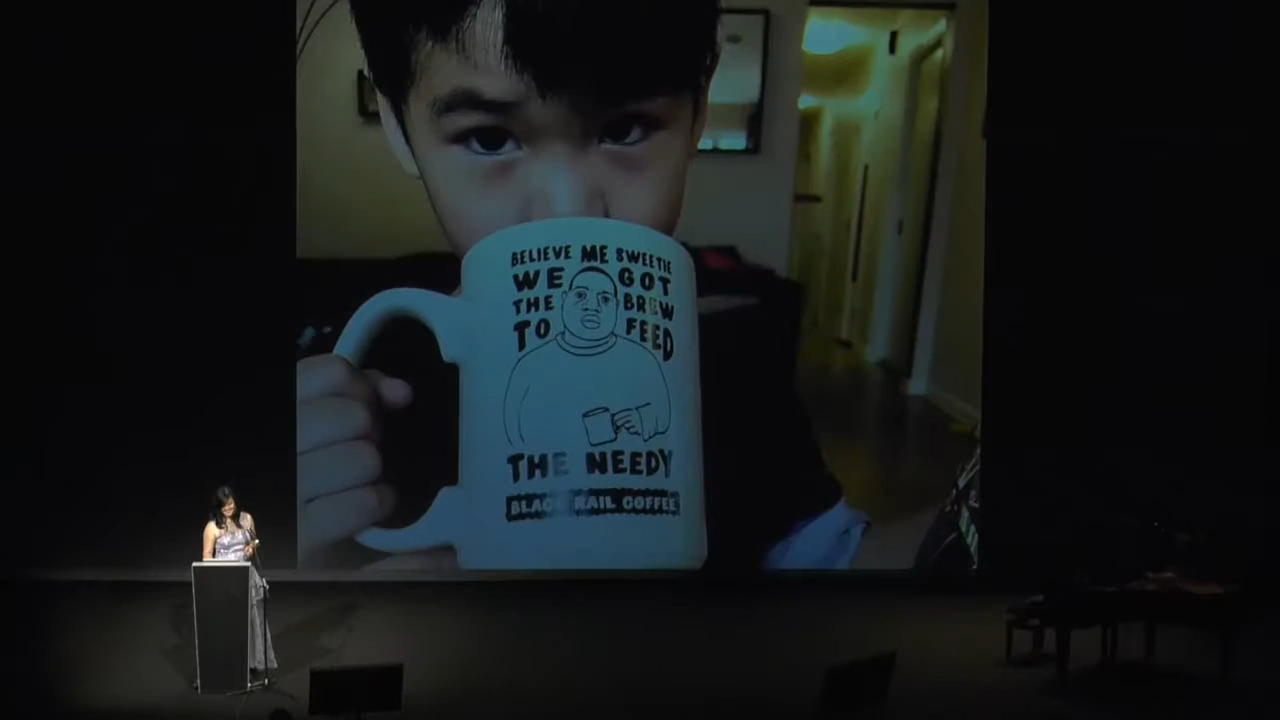 BELIEVE ME SWEETIE
WE GOT
THE BREW
TO FEED
THE NEEDY
BLACK RAIL COFFEE